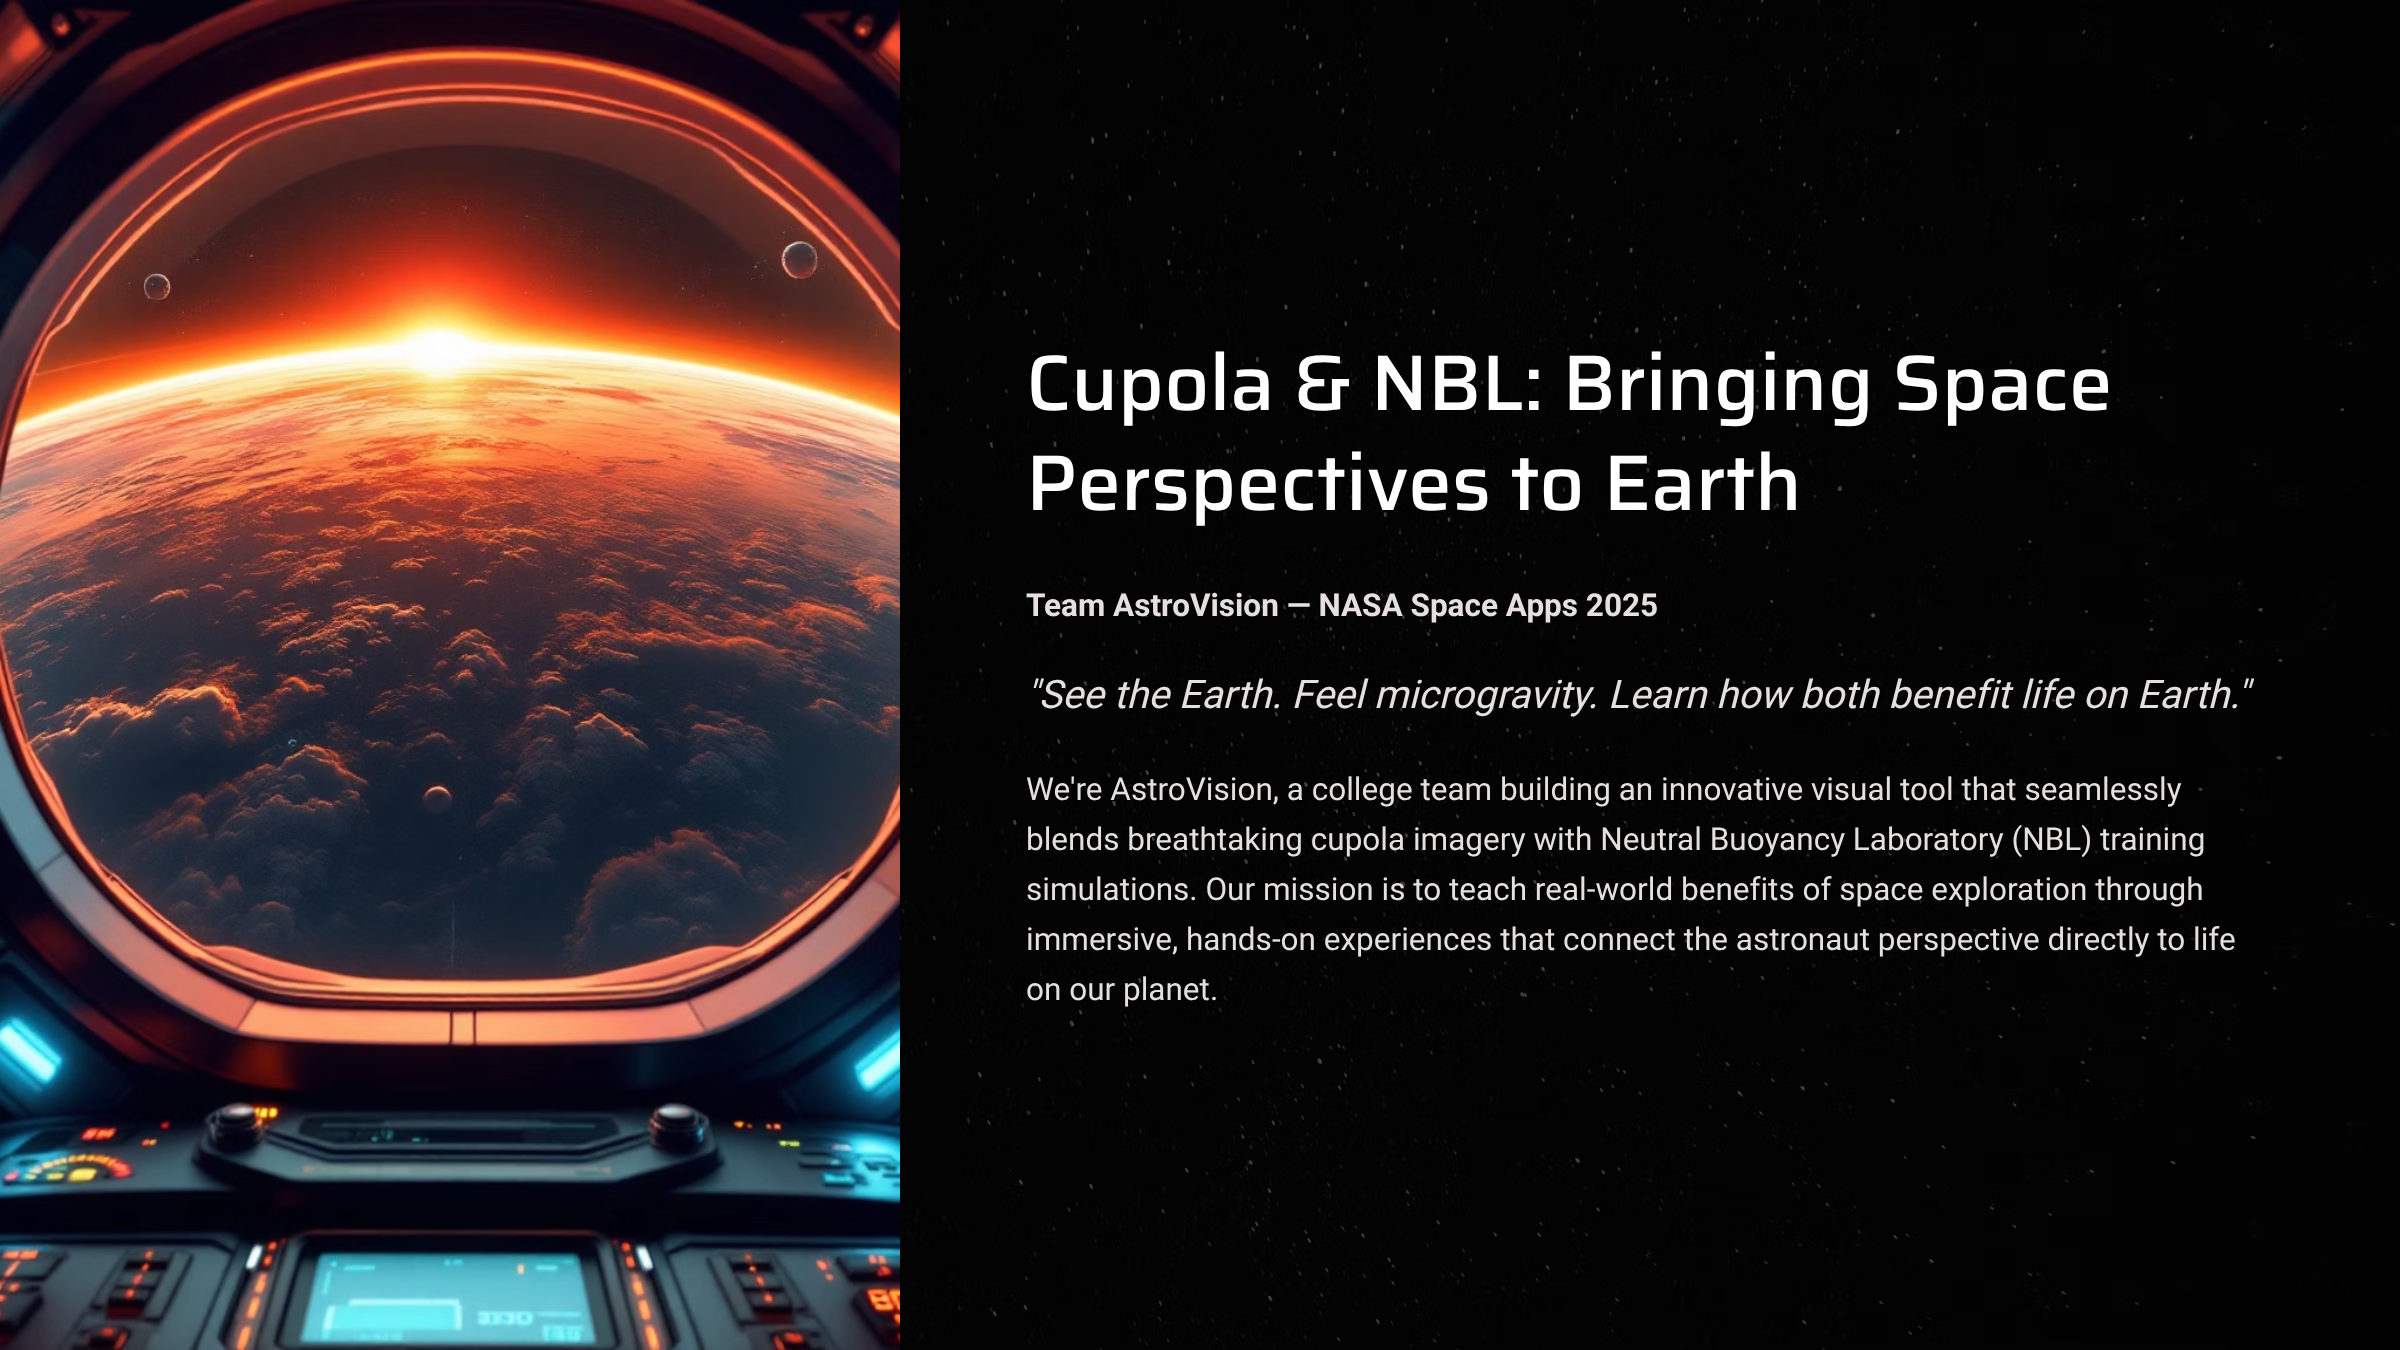 Cupola & NBL: Bringing Space
Perspectives to Earth
Team AstroVision — NASA Space Apps 2025
"See the Earth. Feel microgravity. Learn how both benefit life on Earth."
We're AstroVision, a college team building an innovative visual tool that seamlessly
blends breathtaking cupola imagery with Neutral Buoyancy Laboratory (NBL) training
simulations. Our mission is to teach real-world benefits of space exploration through
immersive, hands-on experiences that connect the astronaut perspective directly to life
on our planet.